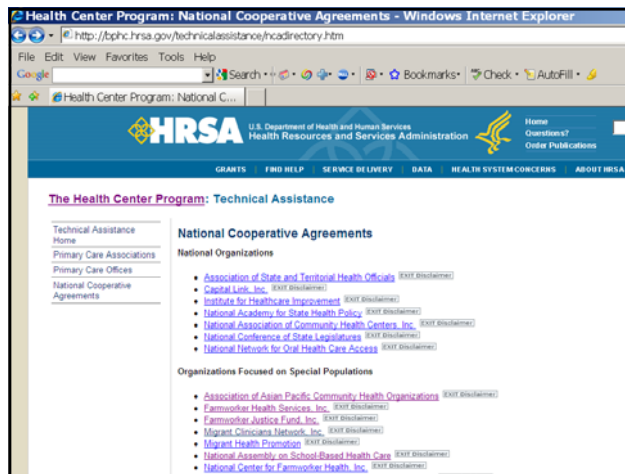 Health Center Program: National Cooperative Agreements - Windows Internet Explorer
http://bphc.hrsa.gov/technicalassistance/ncadirectory.htm
File Edit View Favorites Tools Help
Google Search Bookmarks Check AutoFill
Health Center Program: National C...
HRSA U.S. Department of Health and Human Services
Health Resources and Services Administration
Home
Questions?
Order Publications
GRANTS FIND HELP SERVICE DELIVERY DATA HEALTH SYSTEM CONCERNS ABOUT HRSA
The Health Center Program: Technical Assistance
Technical Assistance
Home
Primary Care Associations
Primary Care Offices
National Cooperative
Agreements
National Cooperative Agreements
National Organizations
Association of State and Territorial Health Officials EXIT Disclaimer
Capital Link, Inc. EXIT Disclaimer
Institute for Healthcare Improvement EXIT Disclaimer
National Academy for State Health Policy EXIT Disclaimer
National Association of Community Health Centers, Inc. EXIT Disclaimer
National Conference of State Legislatures EXIT Disclaimer
National Network for Oral Health Care Access EXIT Disclaimer
Organizations Focused on Special Populations
Association of Asian Pacific Community Health Organizations EXIT Disclaimer
Farmworker Health Services, Inc. EXIT Disclaimer
Farmworker Justice Fund, Inc. EXIT Disclaimer
Migrant Clinicians Network, Inc. EXIT Disclaimer
Migrant Health Promotion EXIT Disclaimer
National Assembly on School-Based Health Care EXIT Disclaimer
National Center for Farmworker Health, Inc. EXIT Disclaimer